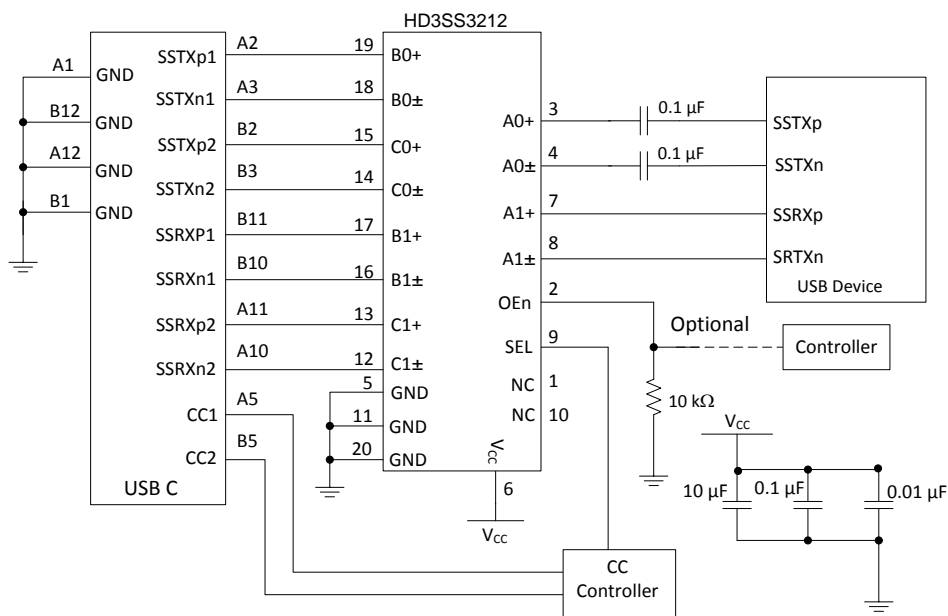 HD3SS3212
A1
GND
B12
GND
A12
GND
B1
GND
SSTXp1
A2
SSTXn1
A3
SSTXp2
B2
SSTXn2
B3
SSRXP1
B11
SSRXn1
B10
SSRXp2
A11
SSRXn2
A10
CC1
A5
CC2
B5
USB C
19
B0+
18
B0±
15
C0+
14
C0±
17
B1+
16
B1±
13
C1+
12
C1±
5
GND
11
GND
20
GND
A0+
3
A0±
4
A1+
7
A1±
8
OEn
2
SEL
9
NC
1
NC
10
VCC
6
VCC
0.1 µF
0.1 µF
SSTXp
SSTXn
SSRXp
SRTXn
USB Device
Optional
Controller
10 kΩ
VCC
10 µF
0.1 µF
0.01 µF
CC
Controller